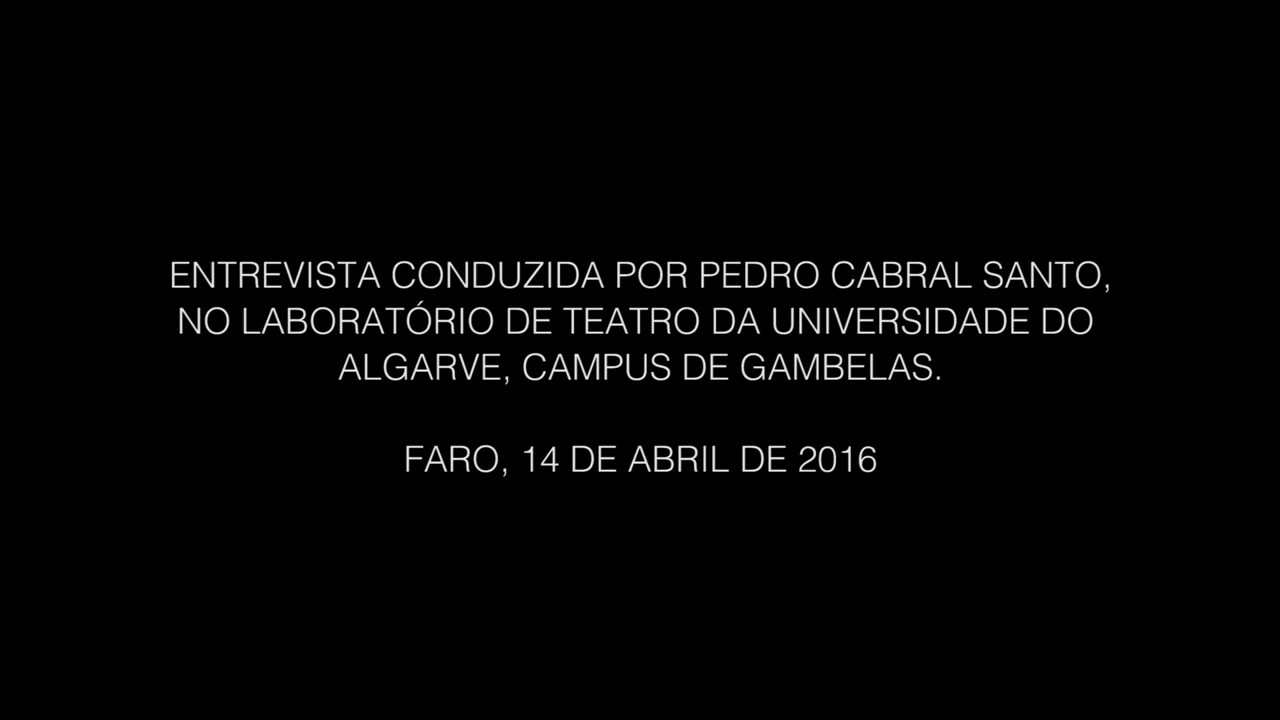 ENTREVISTA CONDUZIDA POR PEDRO CABRAL SANTO,
NO LABORATÓRIO DE TEATRO DA UNIVERSIDADE DO
ALGARVE, CAMPUS DE GAMBELAS.
FARO, 14 DE ABRIL DE 2016